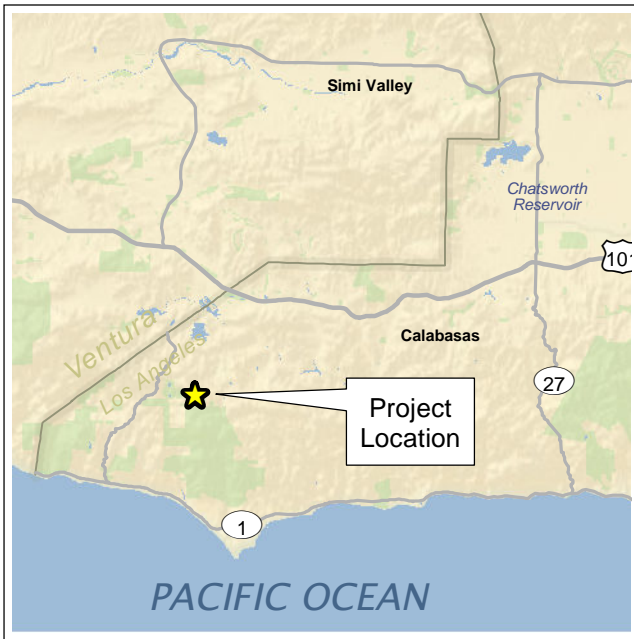 Simi Valley
Chatsworth
Reservoir
101
Ventura
Los Angeles
Calabasas
27
Project
Location
1
PACIFIC OCEAN